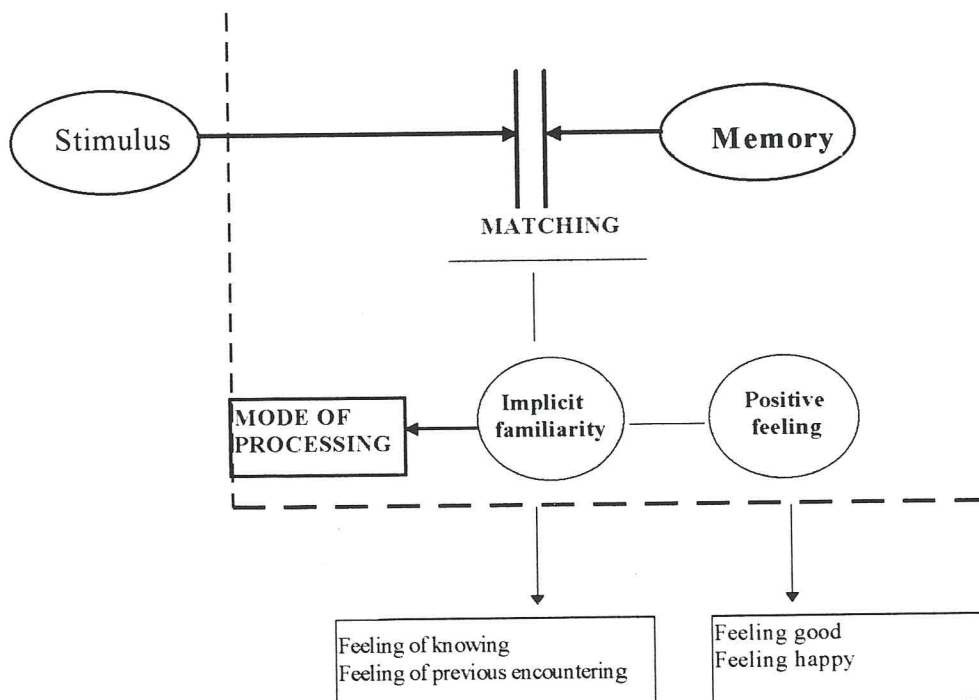 Stimulus
Memory
MATCHING
Implicit
familiarity
Positive
feeling
MODE OF
PROCESSING
Feeling of knowing
Feeling of previous encountering
Feeling good
Feeling happy